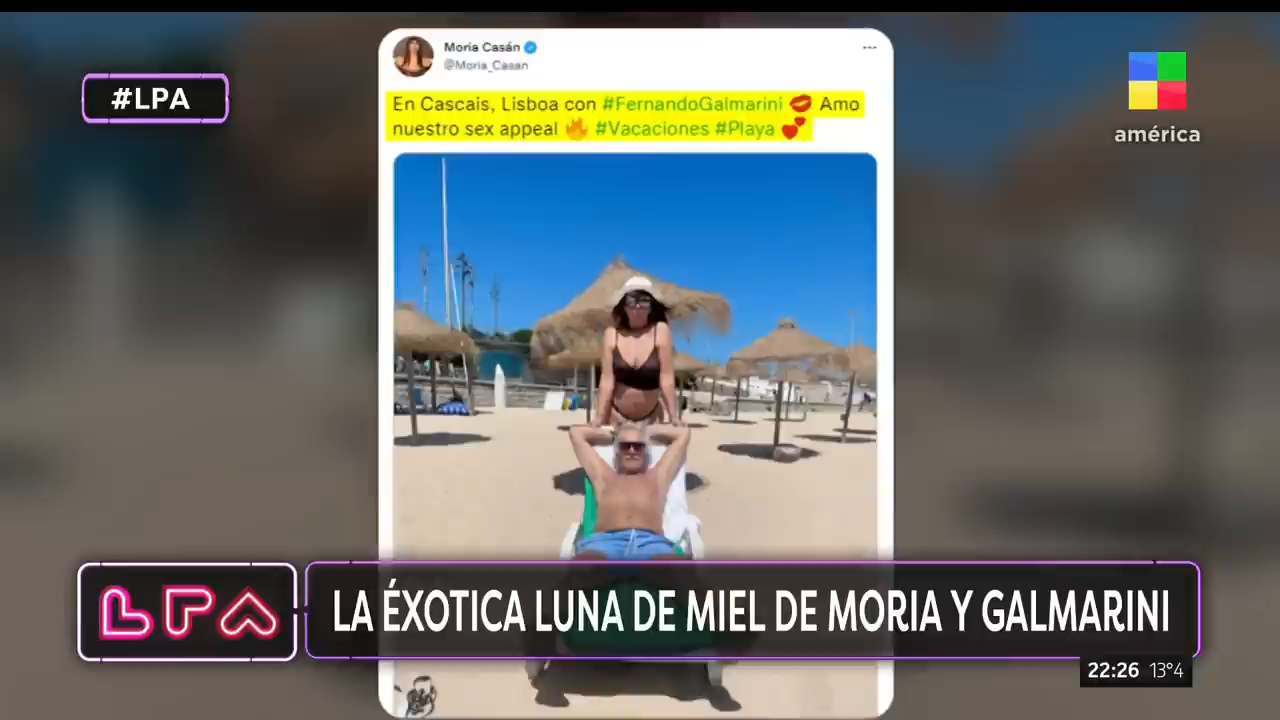 #LPA
américa
Moria Casán
@Moria_Casan
En Cascais, Lisboa con #FernandoGalmarini 💋 Amo
nuestro sex appeal 🔥 #Vacaciones #Playa 💕
LPA
LA ÉXOTICA LUNA DE MIEL DE MORIA Y GALMARINI
22:26 13°4